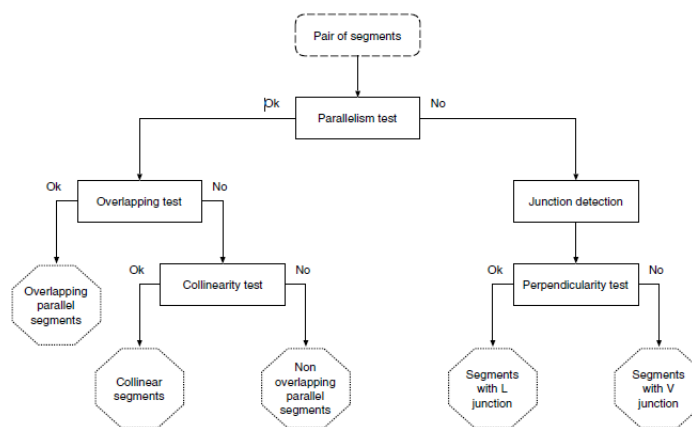 Pair of segments
Ok
No
Parallelism test
Ok
No
Overlapping test
Junction detection
Ok
No
Collinearity test
Ok
No
Perpendicularity test
Overlapping
parallel
segments
Collinear
segments
Non
overlapping
parallel
segments
Segments
with L
junction
Segments
with V
junction